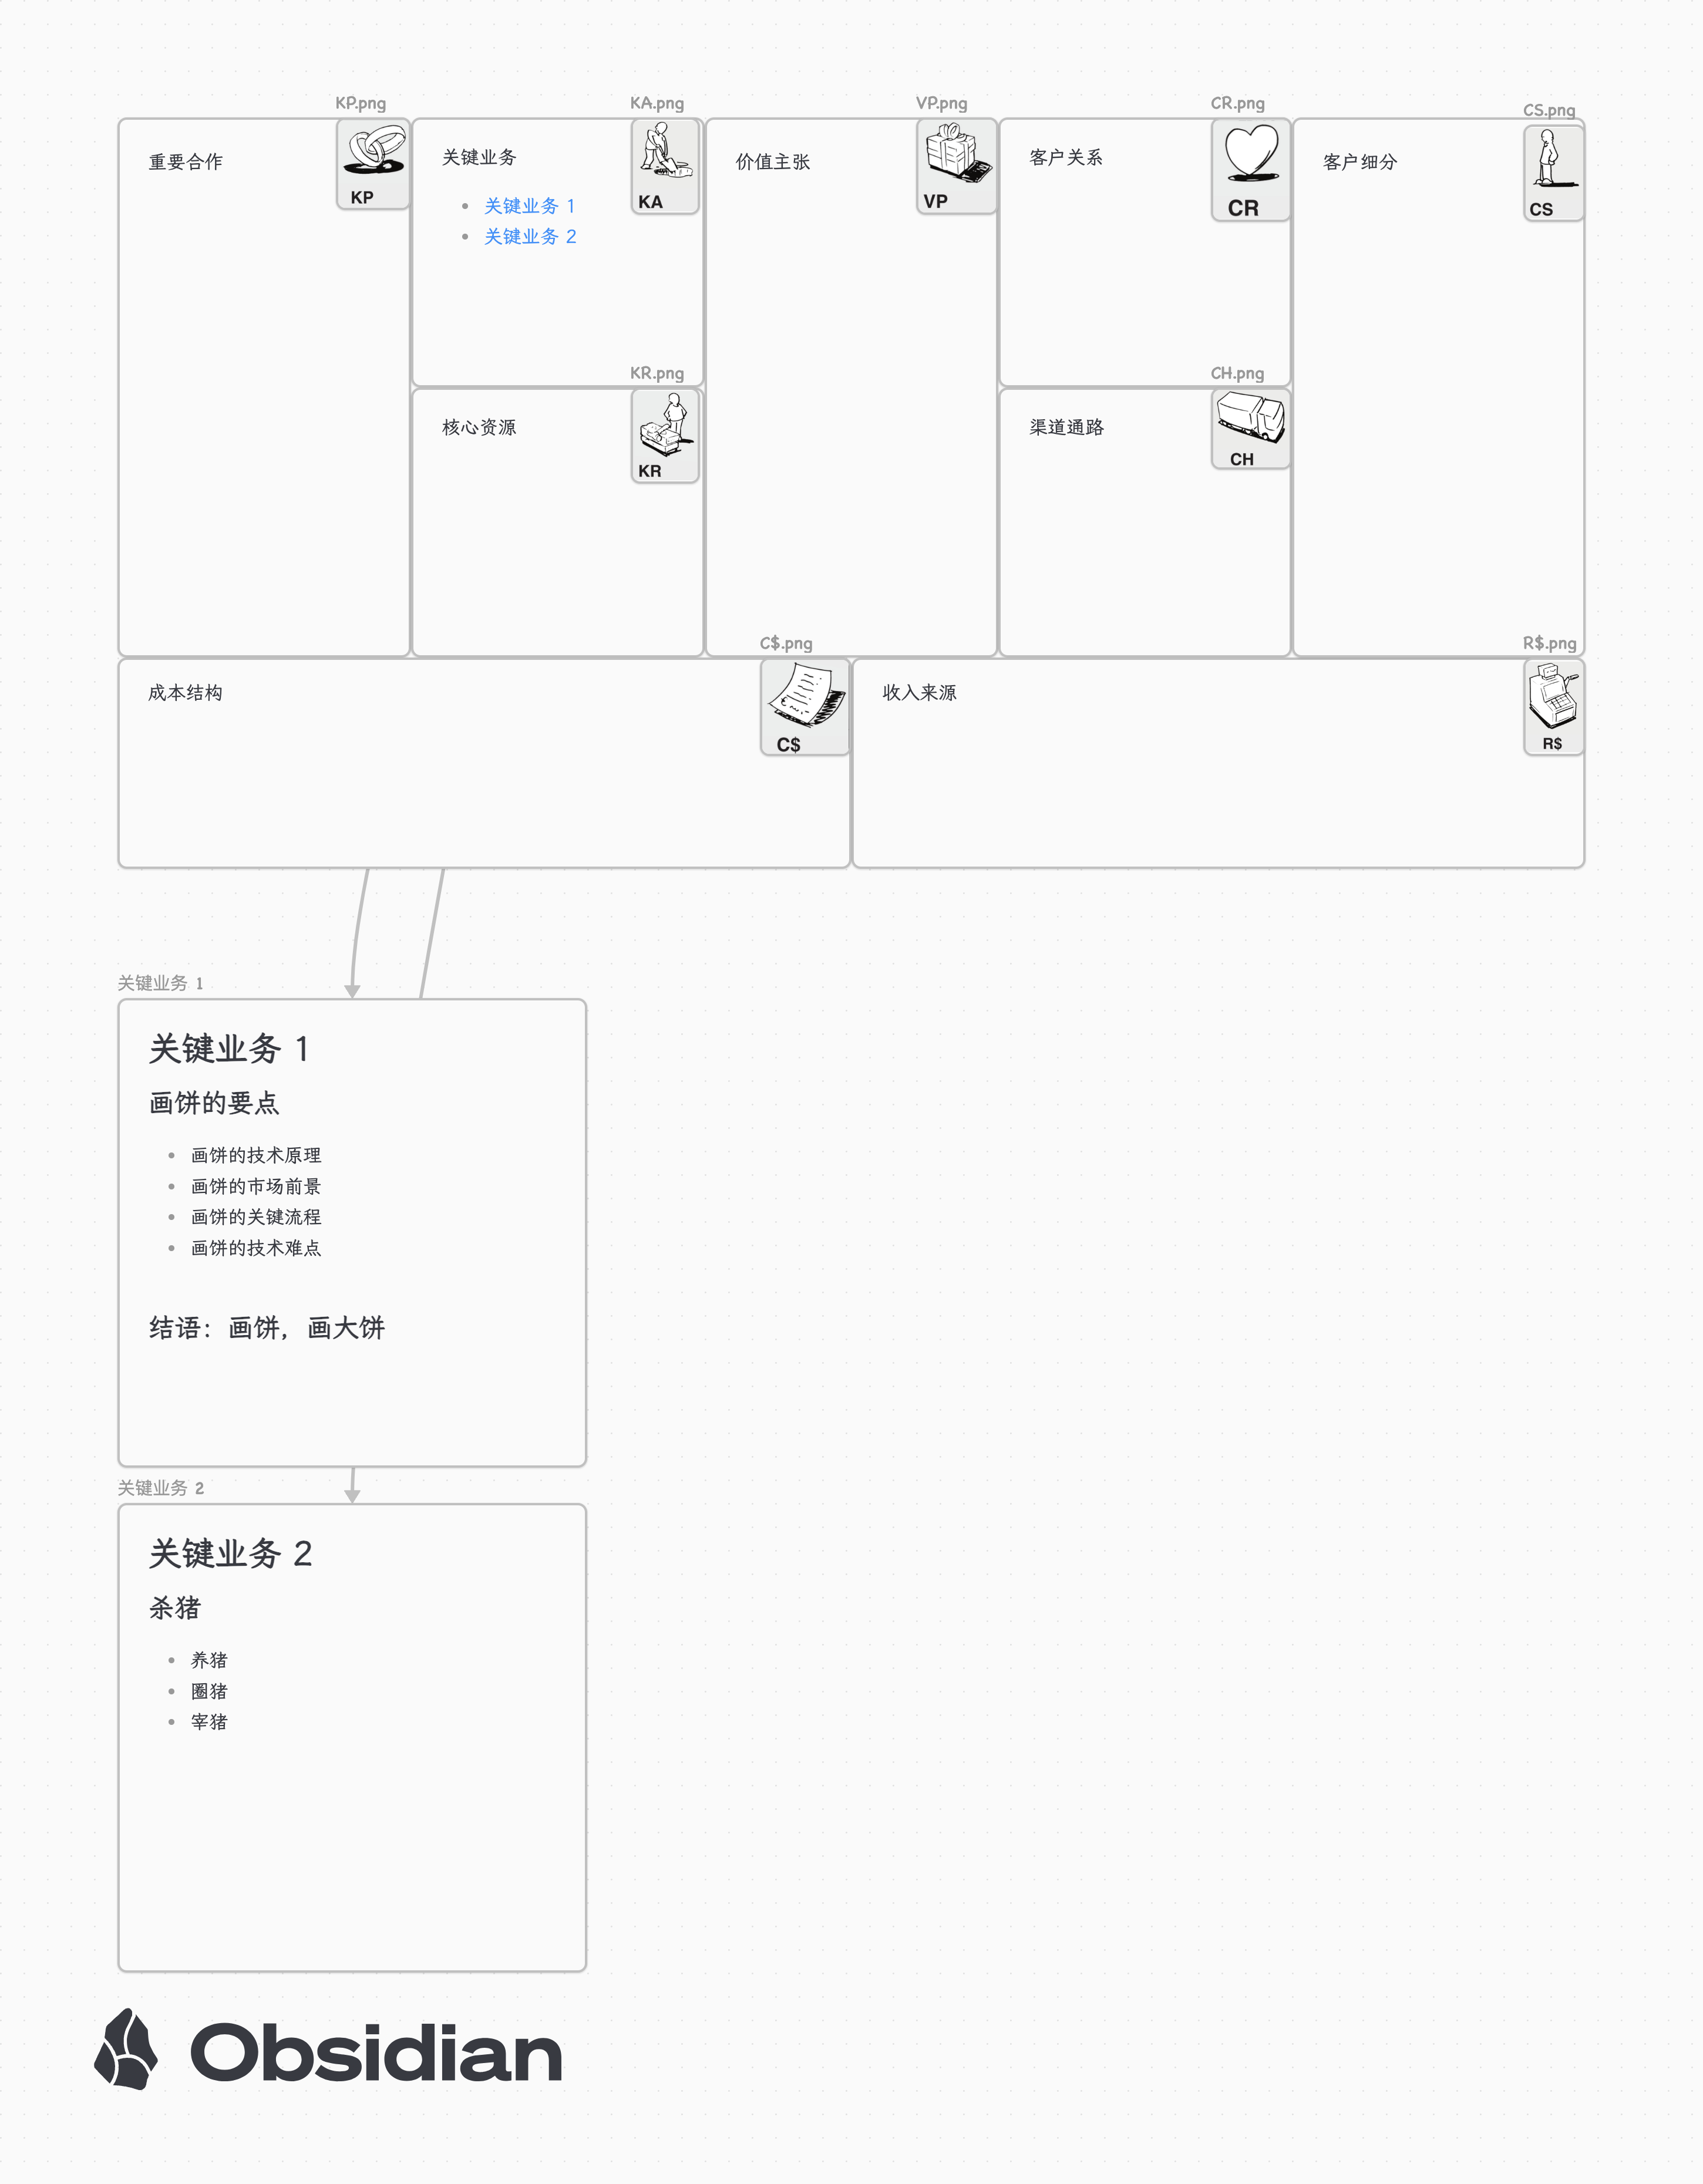 KP.png
重要合作
KP
KA.png
关键业务
关键业务 1
关键业务 2
KA
VP.png
价值主张
VP
CR.png
客户关系
CR
CS.png
客户细分
CS
KR.png
核心资源
KR
CH.png
渠道通路
CH
C$.png
成本结构
C$
R$.png
收入来源
R$
关键业务 1
关键业务 1
画饼的要点
画饼的技术原理
画饼的市场前景
画饼的关键流程
画饼的技术难点
结语：画饼，画大饼
关键业务 2
关键业务 2
杀猪
养猪
圈猪
宰猪
Obsidian